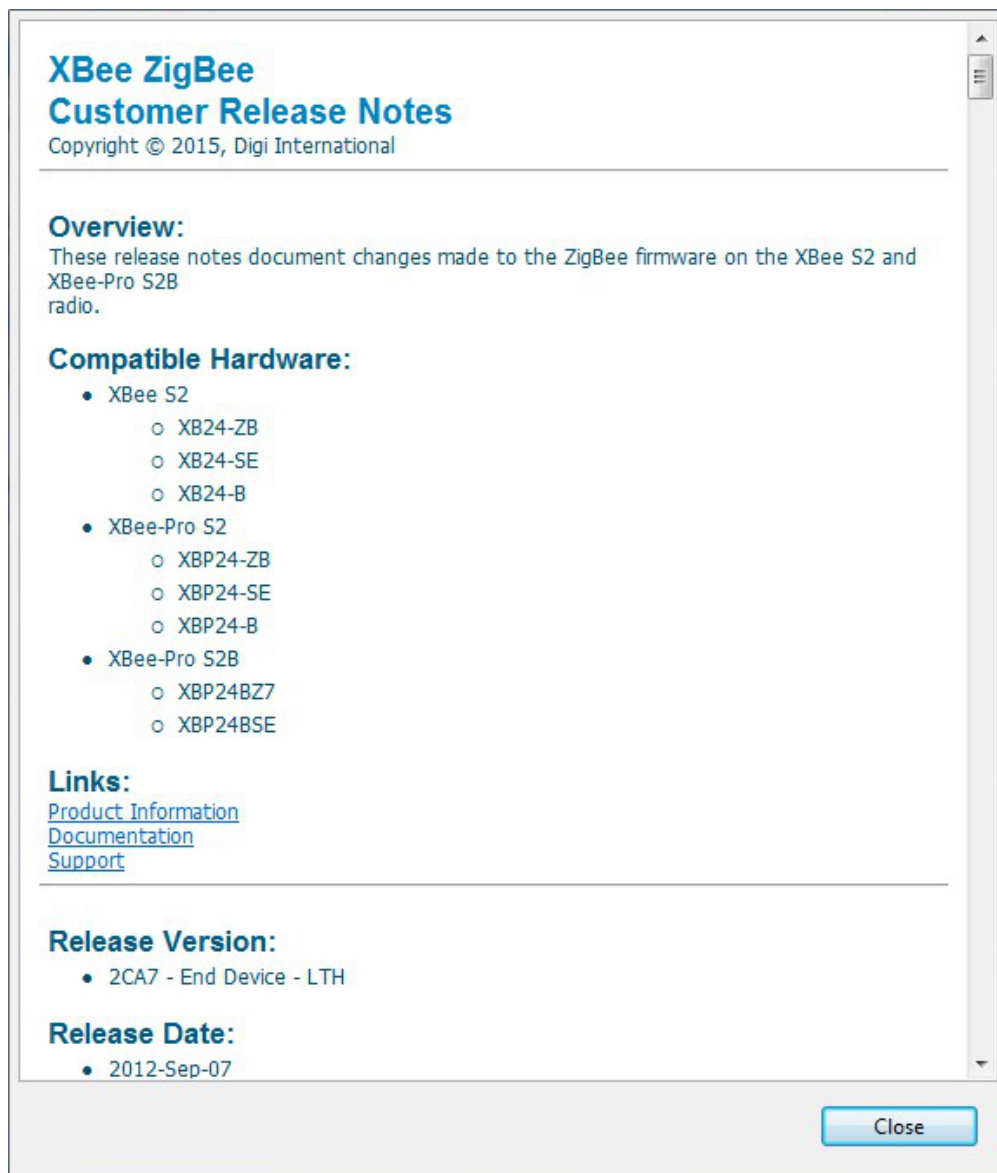 XBee ZigBee
Customer Release Notes
Copyright © 2015, Digi International
Overview:
These release notes document changes made to the ZigBee firmware on the XBee S2 and
XBee-Pro S2B
radio.
Compatible Hardware:
• XBee S2
o XB24-ZB
o XB24-SE
o XB24-B
• XBee-Pro S2
o XBP24-ZB
o XBP24-SE
o XBP24-B
• XBee-Pro S2B
o XBP24BZ7
o XBP24BSE
Links:
Product Information
Documentation
Support
Release Version:
• 2CA7 - End Device - LTH
Release Date:
• 2012-Sep-07
Close